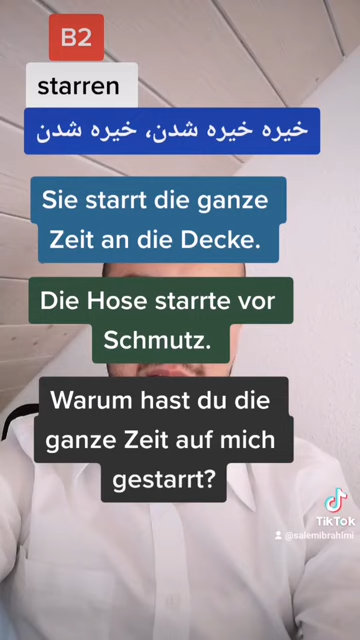 B2
starren
خیره خیره شدن، خیره شدن
Sie starrt die ganze
Zeit an die Decke.
Die Hose starrte vor
Schmutz.
Warum hast du die
ganze Zeit auf mich
gestarrt?
TikTok
@salemibrahimi